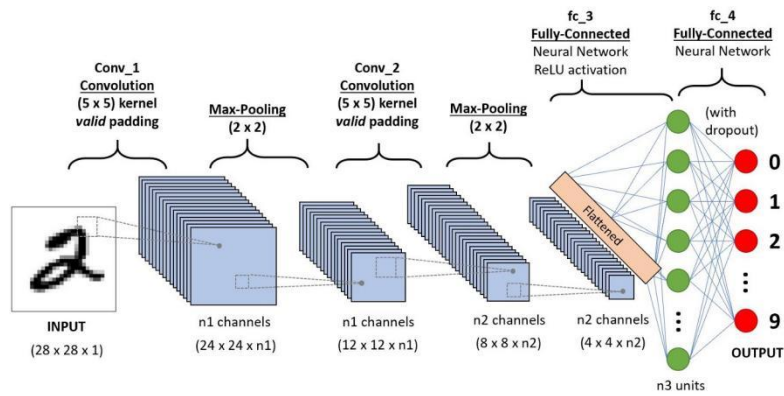 fc_3
Fully-Connected
Neural Network
ReLU activation
fc_4
Fully-Connected
Neural Network
Conv_1
Convolution
(5 x 5) kernel
valid padding
Max-Pooling
(2 x 2)
Conv_2
Convolution
(5 x 5) kernel
valid padding
Max-Pooling
(2 x 2)
(with
dropout)
Flattened
0
1
2
9
INPUT
(28 x 28 x 1)
n1 channels
(24 x 24 x n1)
n1 channels
(12 x 12 x n1)
n2 channels
(8 x 8 x n2)
n2 channels
(4 x 4 x n2)
OUTPUT
n3 units